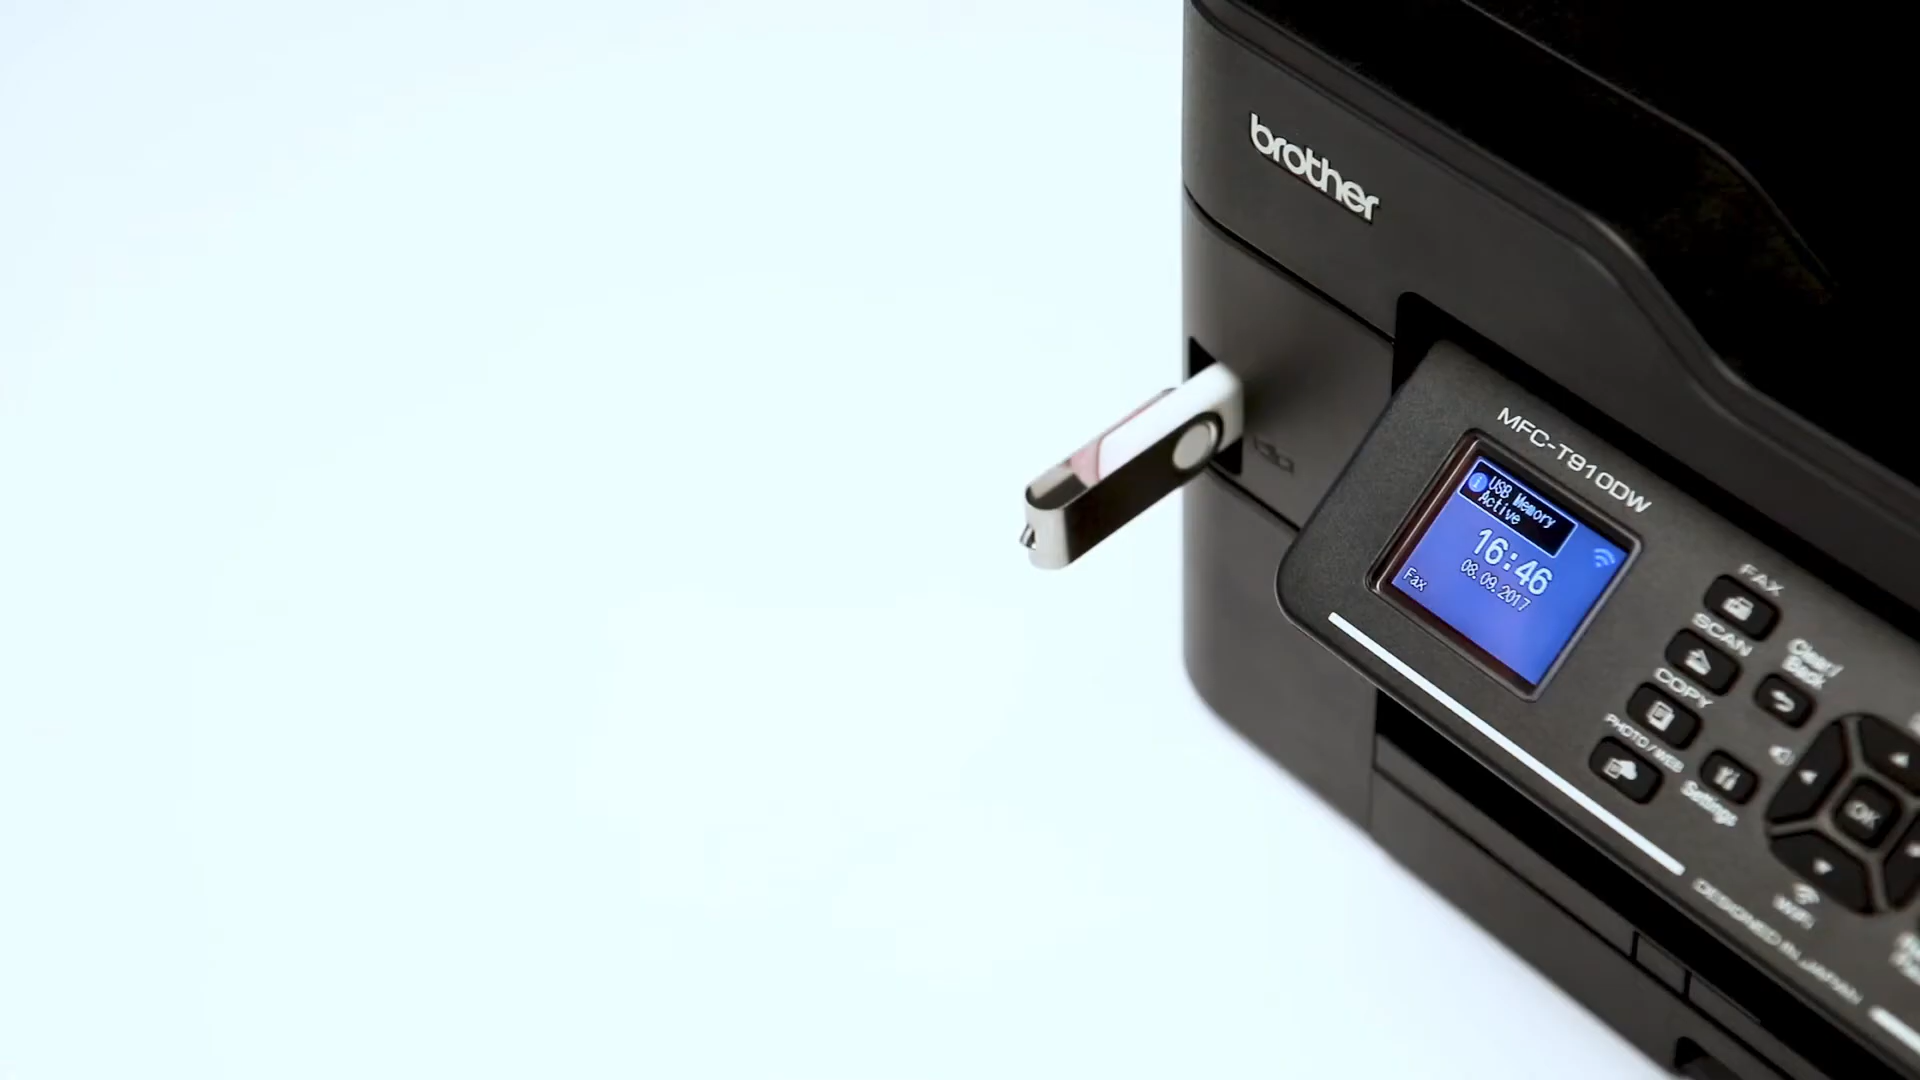 brother
MFC-T910DW
USB Memory
Active
16:46
08.09.2017
Fax
FAX
SCAN
Clear/
Back
COPY
PHOTO / WEB
Settings
OK
WiFi
DESIGNED IN JAPAN